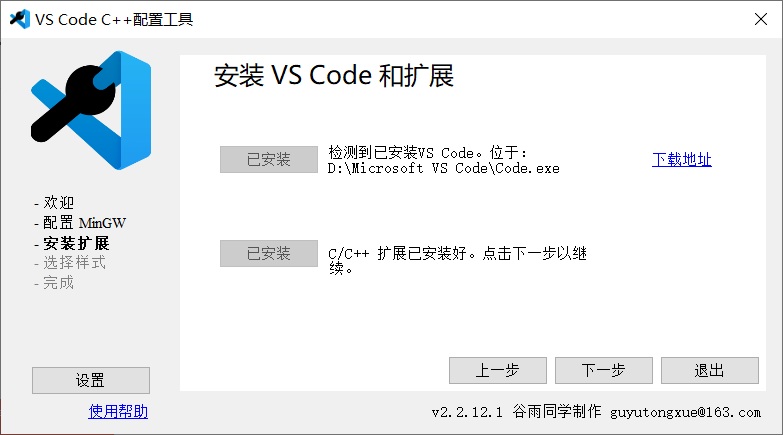 VS Code C++配置工具
安装 VS Code 和扩展
已安装
检测到已安装VS Code。位于:
D:\Microsoft VS Code\Code.exe
下载地址
- 欢迎
- 配置 MinGW
- 安装扩展
- 选择样式
- 完成
已安装
C/C++ 扩展已安装好。点击下一步以继
续。
上一步
下一步
退出
设置
使用帮助
v2.2.12.1 谷雨同学制作 guyutongxue@163.com